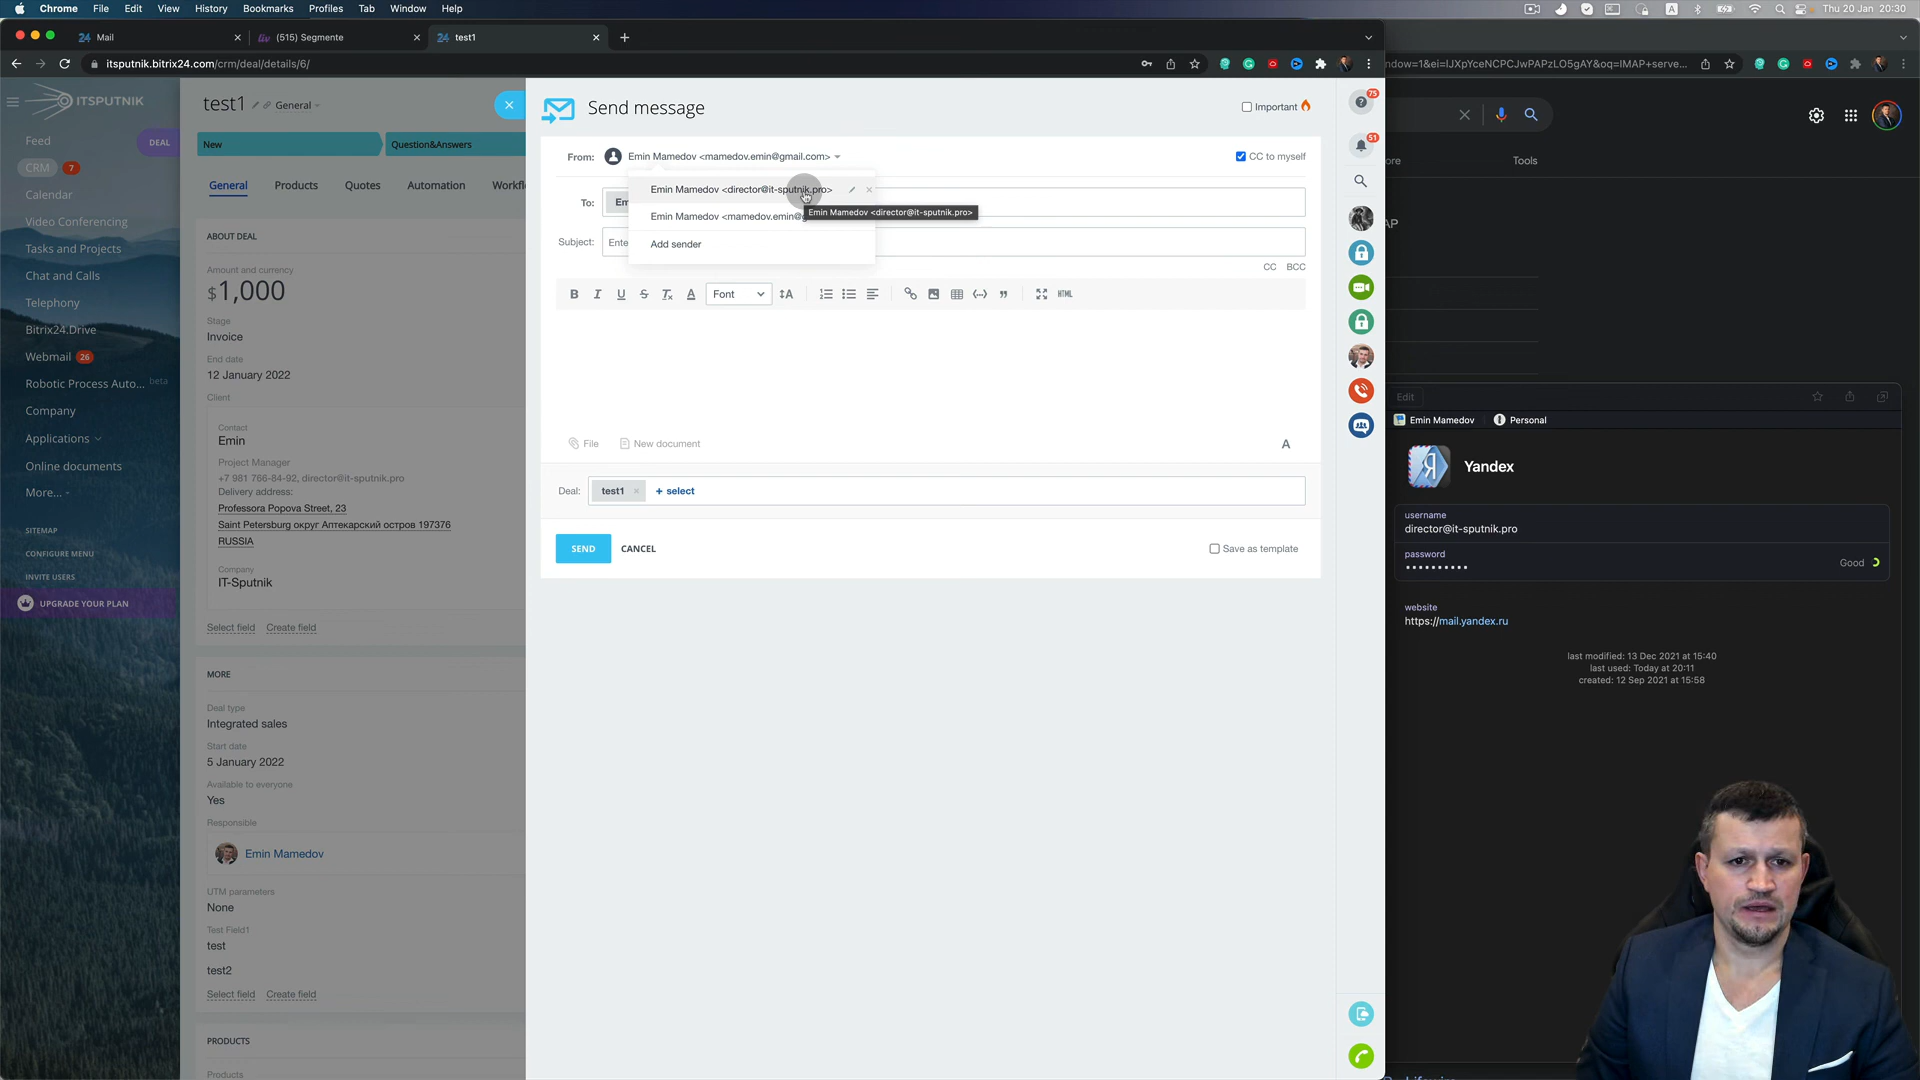 Chrome File Edit View History Bookmarks Profiles Tab Window Help
Thu 20 Jan 20:30
Mail
(515) Segmente
test1
itsputnik.bitrix24.com/crm/deal/details/6/
ndow=1&ei=IJXpYceNCPCJwPAPzLO5gAY&oq=IMAP+serve...
ITSPUTNIK
Feed
CRM 7
Calendar
Video Conferencing
Tasks and Projects
Chat and Calls
Telephony
Bitrix24.Drive
Webmail 26
Robotic Process Auto... beta
Company
Applications
Online documents
More...
SITEMAP
CONFIGURE MENU
INVITE USERS
UPGRADE YOUR PLAN
DEAL
test1 General
New
Question&Answers
General Products Quotes Automation Workfl
ABOUT DEAL
Amount and currency
$1,000
Stage
Invoice
End date
12 January 2022
Client
Contact
Emin
Project Manager
+7 981 766-84-92, director@it-sputnik.pro
Delivery address:
Professora Popova Street, 23
Saint Petersburg округ Аптекарский остров 197376
RUSSIA
Company
IT-Sputnik
Select field Create field
MORE
Deal type
Integrated sales
Start date
5 January 2022
Available to everyone
Yes
Responsible
Emin Mamedov
UTM parameters
None
Test Field1
test
test2
Select field Create field
PRODUCTS
Products
Send message
Important
From: Emin Mamedov <mamedov.emin@gmail.com>
CC to myself
Emin Mamedov <director@it-sputnik.pro>
To: Em
Emin Mamedov <director@it-sputnik.pro>
Emin Mamedov <mamedov.emin@g
Subject: Ente
Add sender
CC BCC
B I U S Tx A Font HTML
File New document
A
Deal: test1 + select
SEND CANCEL
Save as template
75
51
ore Tools
AP
Edit
Emin Mamedov Personal
Yandex
username
director@it-sputnik.pro
password
••••••••••
Good
website
https://mail.yandex.ru
last modified: 13 Dec 2021 at 15:40
last used: Today at 20:11
created: 12 Sep 2021 at 15:58